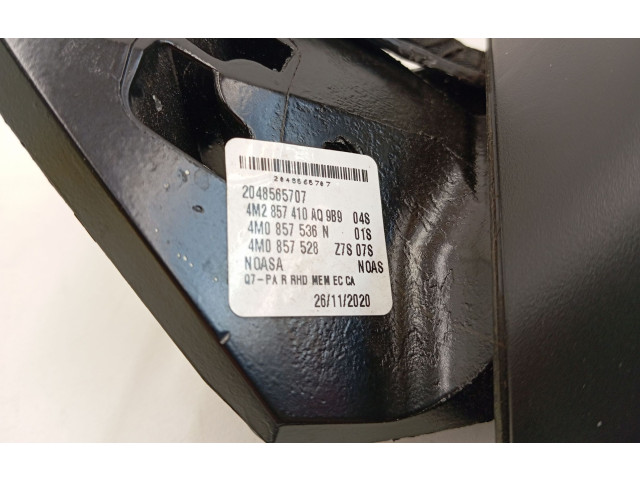 2048565707
2048565707
4M2 857 410 AQ 9B9 04S
4M0 857 536 N 01S
4M0 857 528 Z7S 07S
NOASA NOAS
Q7-PA R RHD MEM EC CA
26/11/2020